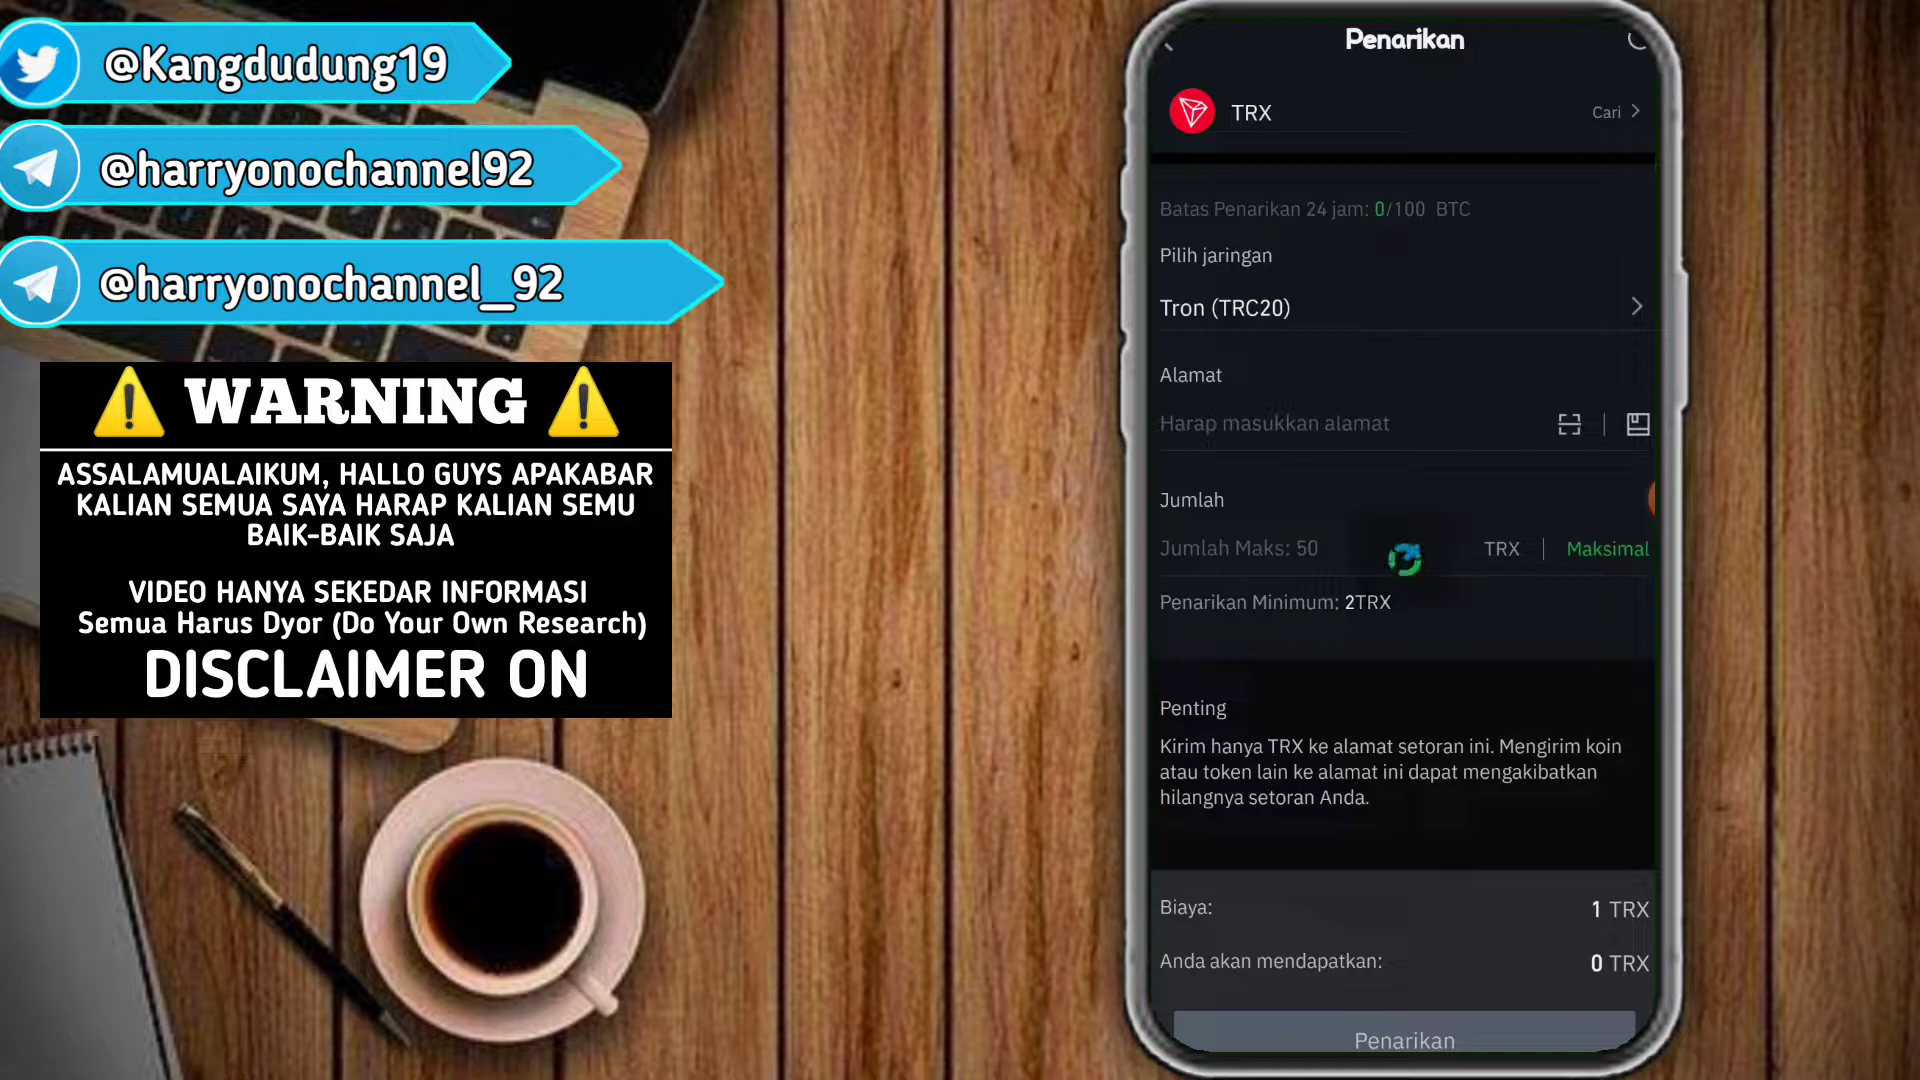 @Kangdudung19
@harryonochannel92
@harryonochannel_92
⚠️ WARNING ⚠️
ASSALAMUALAIKUM, HALLO GUYS APAKABAR
KALIAN SEMUA SAYA HARAP KALIAN SEMU
BAIK-BAIK SAJA
VIDEO HANYA SEKEDAR INFORMASI
Semua Harus Dyor (Do Your Own Research)
DISCLAIMER ON
Penarikan
TRX
Cari
Batas Penarikan 24 jam: 0/100 BTC
Pilih jaringan
Tron (TRC20)
Alamat
Harap masukkan alamat
Jumlah
Jumlah Maks: 50 TRX | Maksimal
Penarikan Minimum: 2TRX
Penting
Kirim hanya TRX ke alamat setoran ini. Mengirim koin
atau token lain ke alamat ini dapat mengakibatkan
hilangnya setoran Anda.
Biaya: 1 TRX
Anda akan mendapatkan: 0 TRX
Penarikan